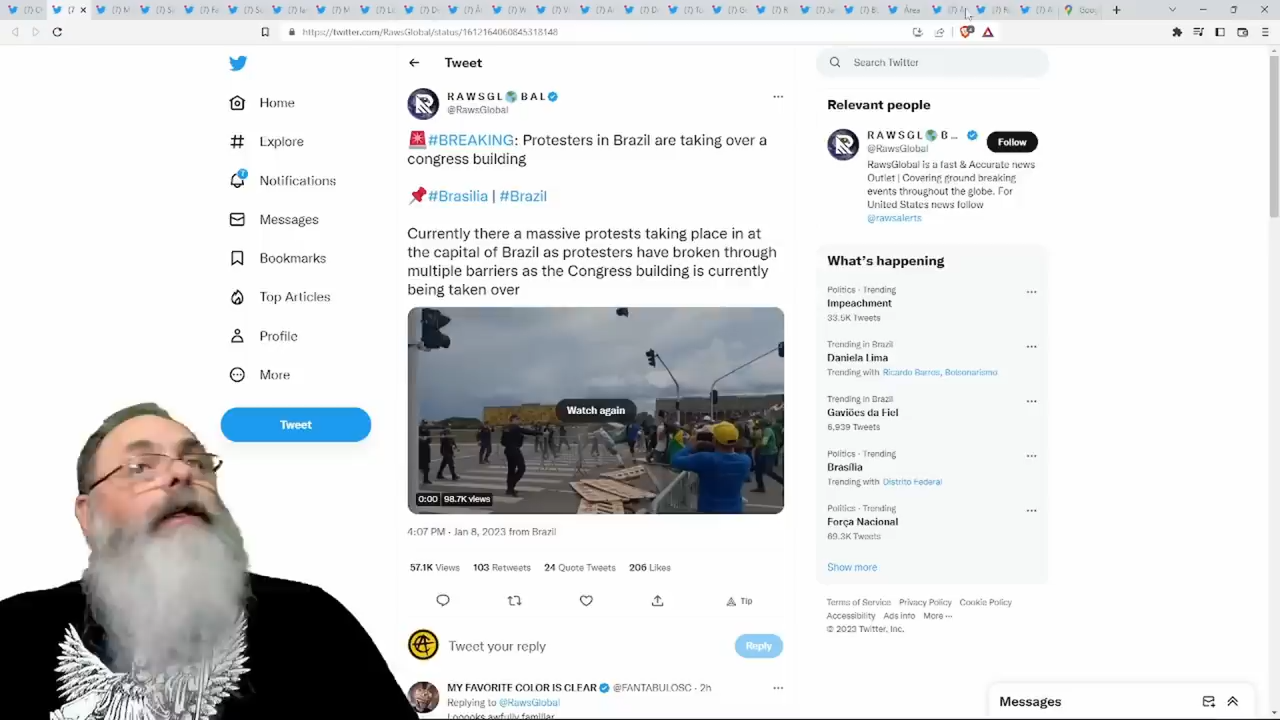 https://twitter.com/RawsGlobal/status/1612164060845318148
Home
Explore
7
Notifications
Messages
Bookmarks
Top Articles
Profile
More
Tweet
Tweet
RAWSGL🌎BAL
@RawsGlobal
🚨#BREAKING: Protesters in Brazil are taking over a
congress building
📌#Brasilia | #Brazil
Currently there a massive protests taking place in at
the capital of Brazil as protesters have broken through
multiple barriers as the Congress building is currently
being taken over
Watch again
0:00 98.7K views
4:07 PM · Jan 8, 2023 from Brazil
57.1K Views 103 Retweets 24 Quote Tweets 206 Likes
Tip
Tweet your reply
Reply
MY FAVORITE COLOR IS CLEAR @FANTABULOSC · 2h
Replying to @RawsGlobal
Loooks awfully familar
Search Twitter
Relevant people
RAWSGL🌎B...
@RawsGlobal
Follow
RawsGlobal is a fast & Accurate news
Outlet | Covering ground breaking
events throughout the globe. For
United States news follow
@rawsalerts
What's happening
Politics · Trending
Impeachment
33.5K Tweets
Trending in Brazil
Daniela Lima
Trending with Ricardo Barros, Bolsonarismo
Trending in Brazil
Gaviões da Fiel
6,939 Tweets
Politics · Trending
Brasília
Trending with Distrito Federal
Politics · Trending
Força Nacional
69.3K Tweets
Show more
Terms of Service Privacy Policy Cookie Policy
Accessibility Ads info More ···
© 2023 Twitter, Inc.
Messages